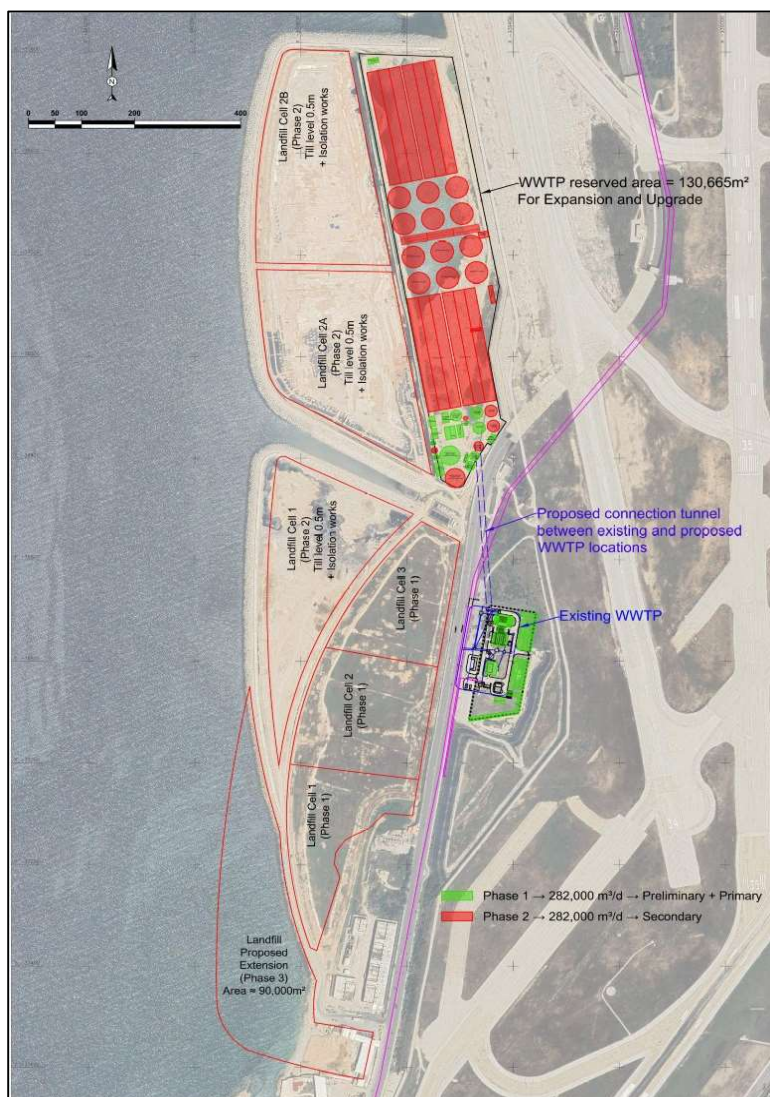 N
0 50 100 200 400
Landfill Cell 2B
(Phase 2)
Till level 0.5m
+ Isolation works
WWTP reserved area = 130,665m²
For Expansion and Upgrade
Landfill Cell 2A
(Phase 2)
Till level 0.5m
+ Isolation works
Landfill Cell 1
(Phase 2)
Till level 0.5m
+ Isolation works
Proposed connection tunnel
between existing and proposed
WWTP locations
Landfill Cell 3
(Phase 1)
Existing WWTP
Landfill Cell 2
(Phase 1)
Landfill Cell 1
(Phase 1)
Phase 1 → 282,000 m³/d → Preliminary + Primary
Phase 2 → 282,000 m³/d → Secondary
Landfill
Proposed
Extension
(Phase 3)
Area = 90,000m²